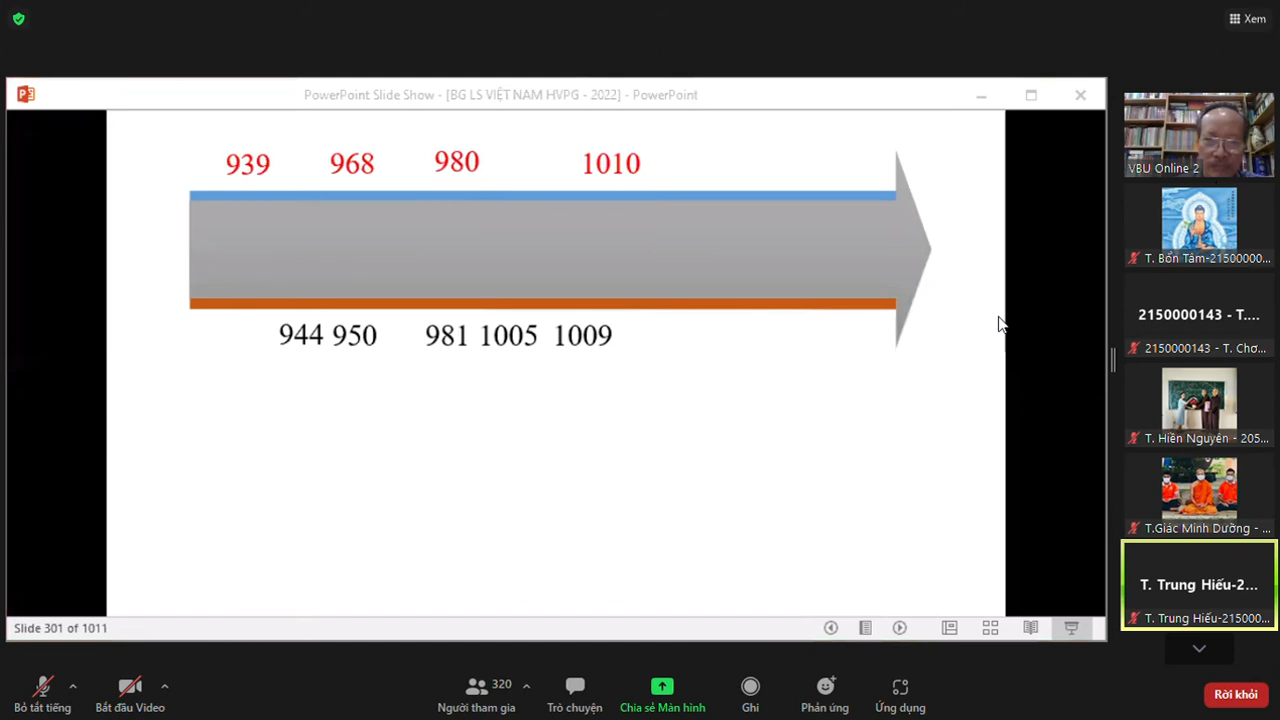 Xem
PowerPoint Slide Show - [BG LS VIỆT NAM HVPG - 2022] - PowerPoint
939 968 980 1010
944 950 981 1005 1009
Slide 301 of 1011
VBU Online 2
T. Bổn Tâm-21500000...
2150000143 - T....
2150000143 - T. Chơ...
T. Hiền Nguyên - 205...
T.Giác Minh Dưỡng - ...
T. Trung Hiếu-2...
T. Trung Hiếu-215000...
Bỏ tắt tiếng
Bắt đầu Video
320
Người tham gia
Trò chuyện
Chia sẻ Màn hình
Ghi
Phản ứng
Ứng dụng
Rời khỏi